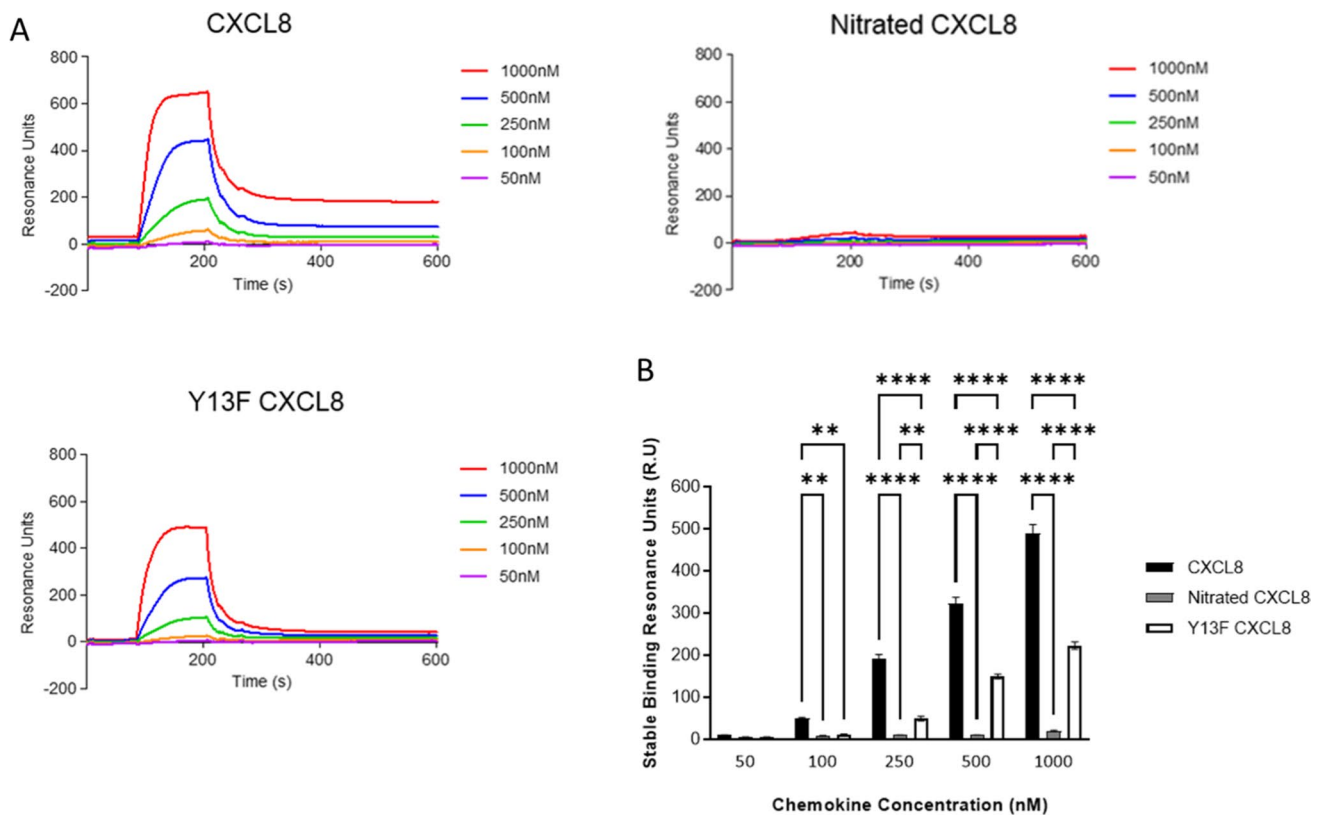 A
CXCL8
800
600
400
200
0
-200
Resonance Units
200
400
600
Time (s)
1000nM
500nM
250nM
100nM
50nM
Nitrated CXCL8
800
600
400
200
0
-200
Resonance Units
200
400
600
Time (s)
1000nM
500nM
250nM
100nM
50nM
Y13F CXCL8
800
600
400
200
0
-200
Resonance Units
200
400
600
Time (s)
1000nM
500nM
250nM
100nM
50nM
B
**** **** ****
** ** **** ****
** **** **** ****
600
500
400
300
200
100
0
Stable Binding Resonance Units (R.U)
50 100 250 500 1000
Chemokine Concentration (nM)
CXCL8
Nitrated CXCL8
Y13F CXCL8